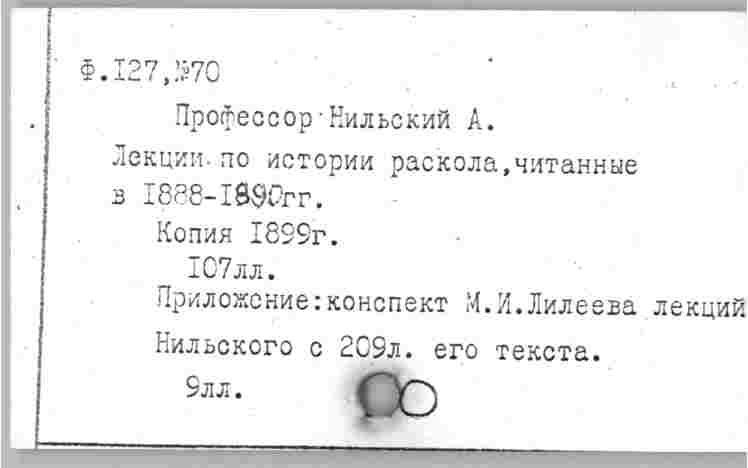 Ф.I27,№70
Профессор Нильский А.
Лекции по истории раскола,читанные
в I888-I890гг.
Копия I899г.
I07лл.
Приложение:конспект М.И.Лилеева лекций
Нильского с 209л. его текста.
9лл.